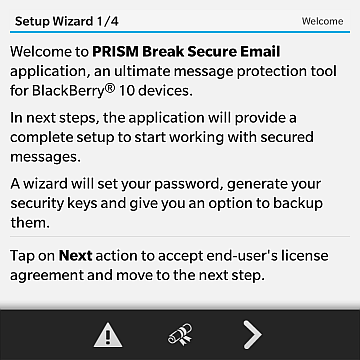 Setup Wizard 1/4
Welcome
Welcome to PRISM Break Secure Email
application, an ultimate message protection tool
for BlackBerry® 10 devices.
In next steps, the application will provide a
complete setup to start working with secured
messages.
A wizard will set your password, generate your
security keys and give you an option to backup
them.
Tap on Next action to accept end-user's license
agreement and move to the next step.